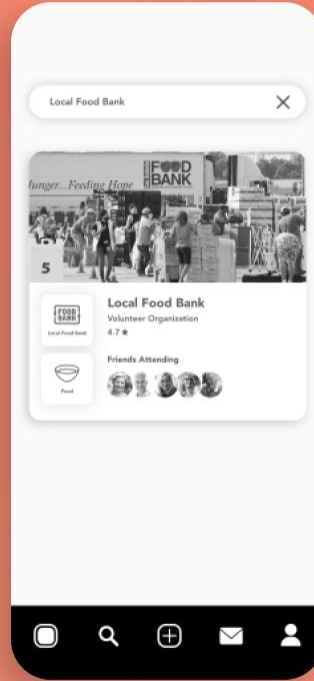 Local Food Bank
FOOD
BANK
Hunger...Feeding Hope
5
FOOD
BANK
Local Food Bank
Local Food Bank
Volunteer Organization
4.7 ★
Friends Attending
Food